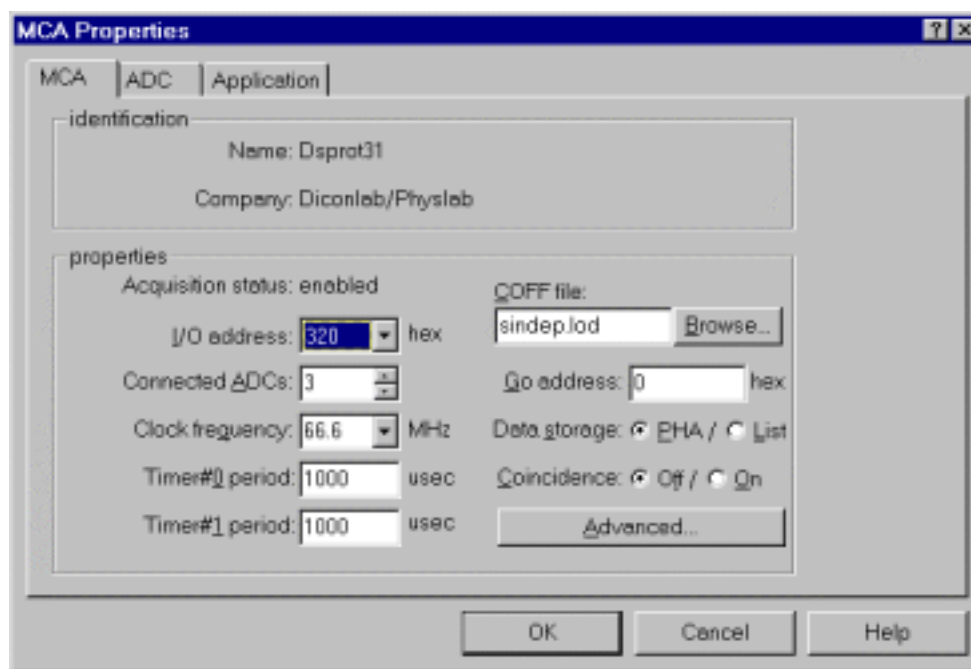 MCA Properties
MCA ADC Application
identification
Name: Dsprot31
Company: Diconlab/Physlab
properties
Acquisition status: enabled
I/O address: 320 hex
Connected ADCs: 3
Clock frequency: 66.6 MHz
Timer#0 period: 1000 usec
Timer#1 period: 1000 usec
COFF file:
sindep.lod Browse...
Go address: 0 hex
Data storage: PHA / List
Coincidence: Off / On
Advanced...
OK Cancel Help